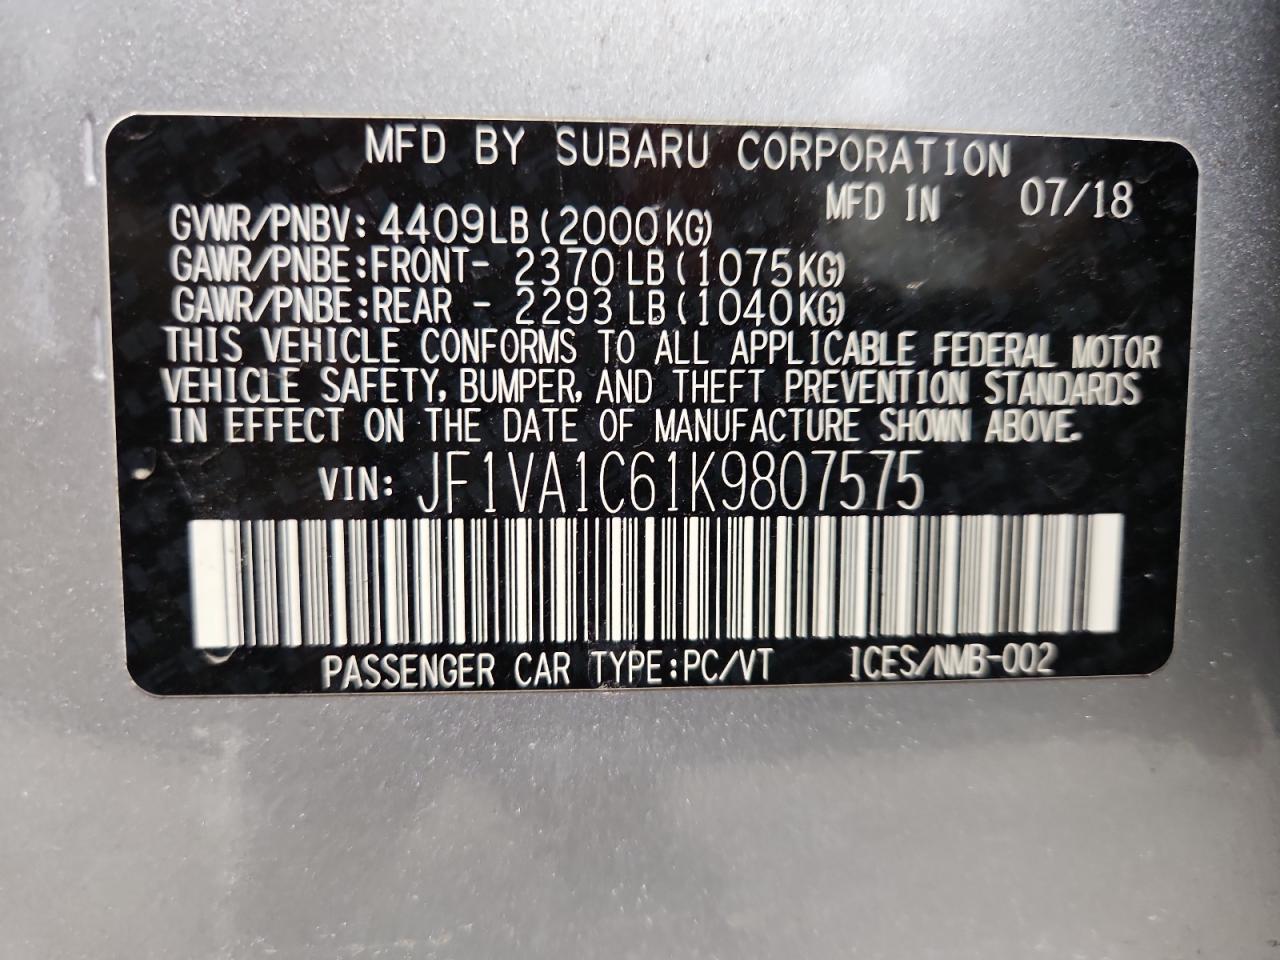 MFD BY SUBARU CORPORATION
MFD IN 07/18
GVWR/PNBV: 4409LB (2000KG)
GAWR/PNBE:FRONT- 2370LB (1075KG)
GAWR/PNBE:REAR - 2293LB (1040KG)
THIS VEHICLE CONFORMS TO ALL APPLICABLE FEDERAL MOTOR
VEHICLE SAFETY, BUMPER, AND THEFT PREVENTION STANDARDS
IN EFFECT ON THE DATE OF MANUFACTURE SHOWN ABOVE.
VIN: JF1VA1C61K9807575
PASSENGER CAR TYPE:PC/VT ICES/NMB-002